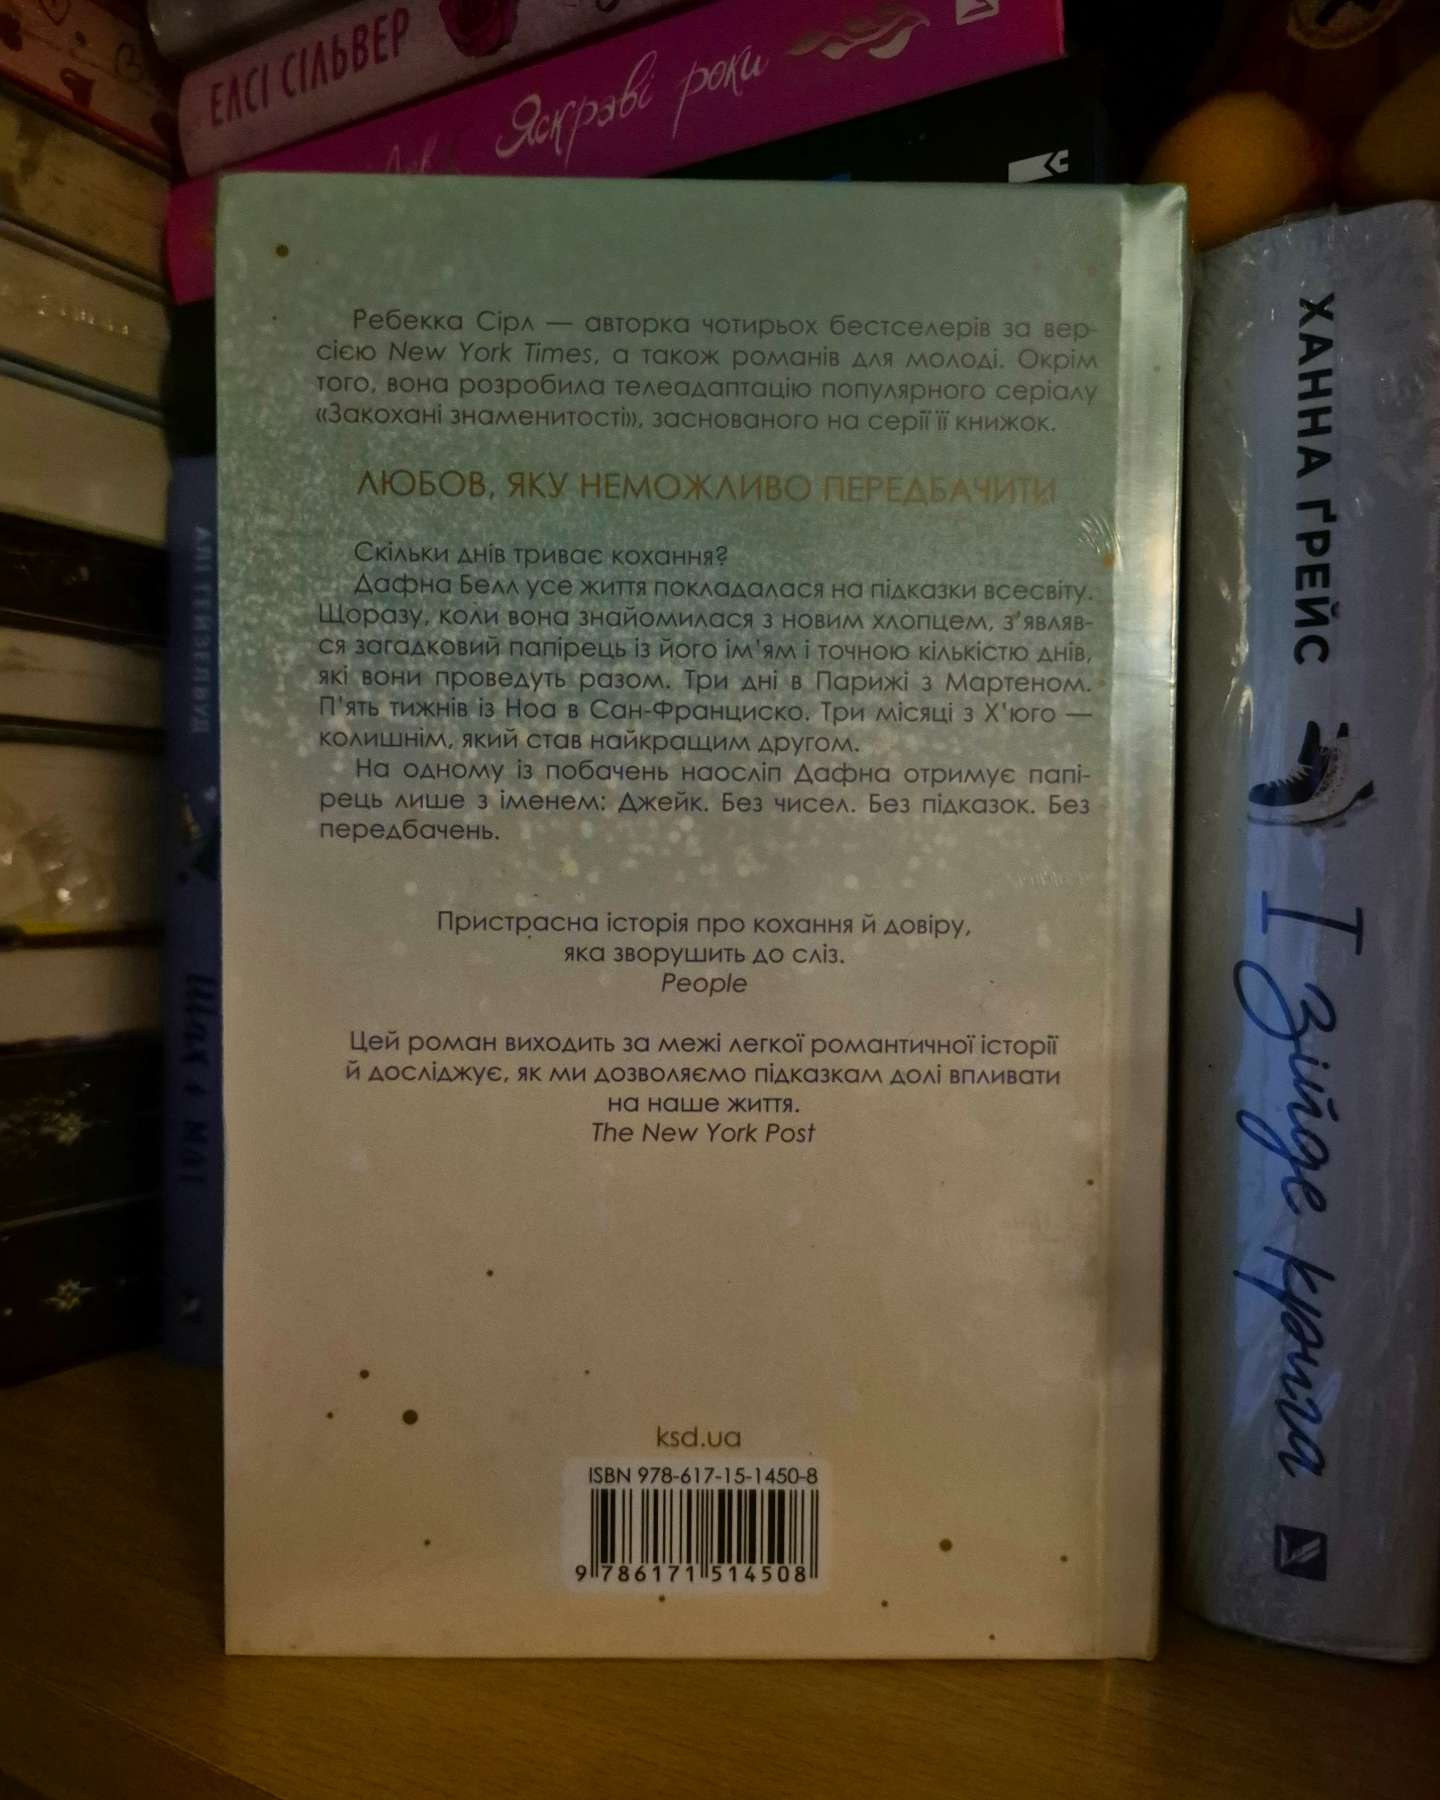 ЕЛСІ СІЛЬВЕР
Яскраві роки
Ребекка Сірл — авторка чотирьох бестселерів за вер-
сією New York Times, а також романів для молоді. Окрім
того, вона розробила телеадаптацію популярного серіалу
«Закохані знаменитості», заснованого на серії її книжок.
ЛЮБОВ, ЯКУ НЕМОЖЛИВО ПЕРЕДБАЧИТИ
Скільки днів триває кохання?
Дафна Белл усе життя покладалася на підказки всесвіту.
Щоразу, коли вона знайомилася з новим хлопцем, з'являв-
ся загадковий папірець із його ім'ям і точною кількістю днів,
які вони проведуть разом. Три дні в Парижі з Мартеном.
П'ять тижнів із Ноа в Сан-Франциско. Три місяці з Х'юго —
колишнім, який став найкращим другом.
На одному із побачень наосліп Дафна отримує папі-
рець лише з іменем: Джейк. Без чисел. Без підказок. Без
передбачень.
Пристрасна історія про кохання й довіру,
яка зворушить до сліз.
People
Цей роман виходить за межі легкої романтичної історії
й досліджує, як ми дозволяємо підказкам долі впливати
на наше життя.
The New York Post
ksd.ua
ISBN 978-617-15-1450-8
9 786171 514508
АЛІ ГЕЙЗЕЛВУД
Шах і мат
ХАННА ҐРЕЙС
І зійде крига